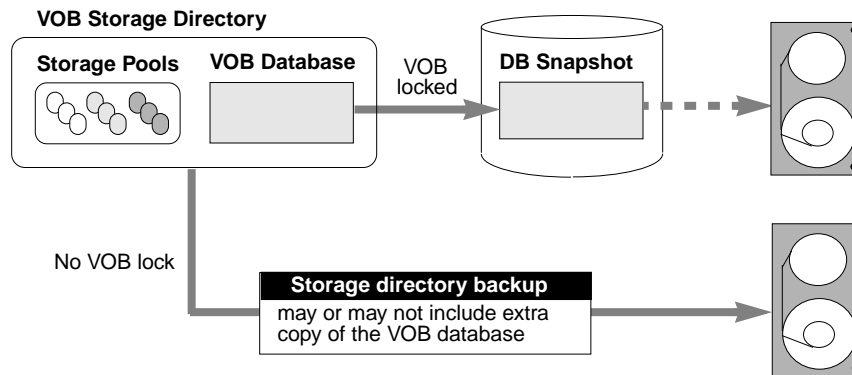 VOB Storage Directory
Storage Pools
VOB Database
VOB
locked
DB Snapshot
No VOB lock
Storage directory backup
may or may not include extra
copy of the VOB database